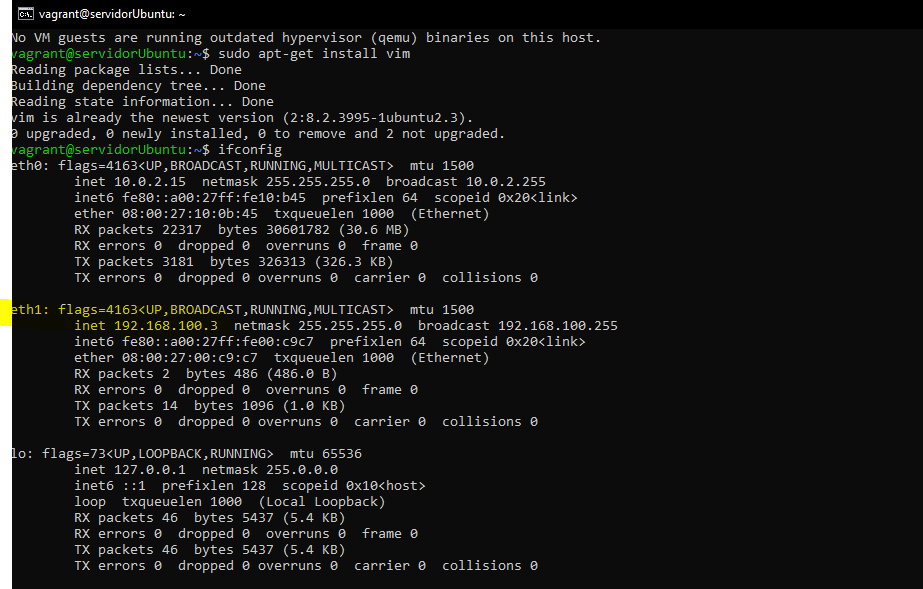 vagrant@servidorUbuntu: ~
No VM guests are running outdated hypervisor (qemu) binaries on this host.
vagrant@servidorUbuntu:~$ sudo apt-get install vim
Reading package lists... Done
Building dependency tree... Done
Reading state information... Done
vim is already the newest version (2:8.2.3995-1ubuntu2.3).
0 upgraded, 0 newly installed, 0 to remove and 2 not upgraded.
vagrant@servidorUbuntu:~$ ifconfig
eth0: flags=4163<UP,BROADCAST,RUNNING,MULTICAST>  mtu 1500
        inet 10.0.2.15  netmask 255.255.255.0  broadcast 10.0.2.255
        inet6 fe80::a00:27ff:fe10:b45  prefixlen 64  scopeid 0x20<link>
        ether 08:00:27:10:0b:45  txqueuelen 1000  (Ethernet)
        RX packets 22317  bytes 30601782 (30.6 MB)
        RX errors 0  dropped 0  overruns 0  frame 0
        TX packets 3181  bytes 326313 (326.3 KB)
        TX errors 0  dropped 0 overruns 0  carrier 0  collisions 0
eth1: flags=4163<UP,BROADCAST,RUNNING,MULTICAST>  mtu 1500
        inet 192.168.100.3  netmask 255.255.255.0  broadcast 192.168.100.255
        inet6 fe80::a00:27ff:fe00:c9c7  prefixlen 64  scopeid 0x20<link>
        ether 08:00:27:00:c9:c7  txqueuelen 1000  (Ethernet)
        RX packets 2  bytes 486 (486.0 B)
        RX errors 0  dropped 0  overruns 0  frame 0
        TX packets 14  bytes 1096 (1.0 KB)
        TX errors 0  dropped 0 overruns 0  carrier 0  collisions 0
lo: flags=73<UP,LOOPBACK,RUNNING>  mtu 65536
        inet 127.0.0.1  netmask 255.0.0.0
        inet6 ::1  prefixlen 128  scopeid 0x10<host>
        loop  txqueuelen 1000  (Local Loopback)
        RX packets 46  bytes 5437 (5.4 KB)
        RX errors 0  dropped 0  overruns 0  frame 0
        TX packets 46  bytes 5437 (5.4 KB)
        TX errors 0  dropped 0 overruns 0  carrier 0  collisions 0